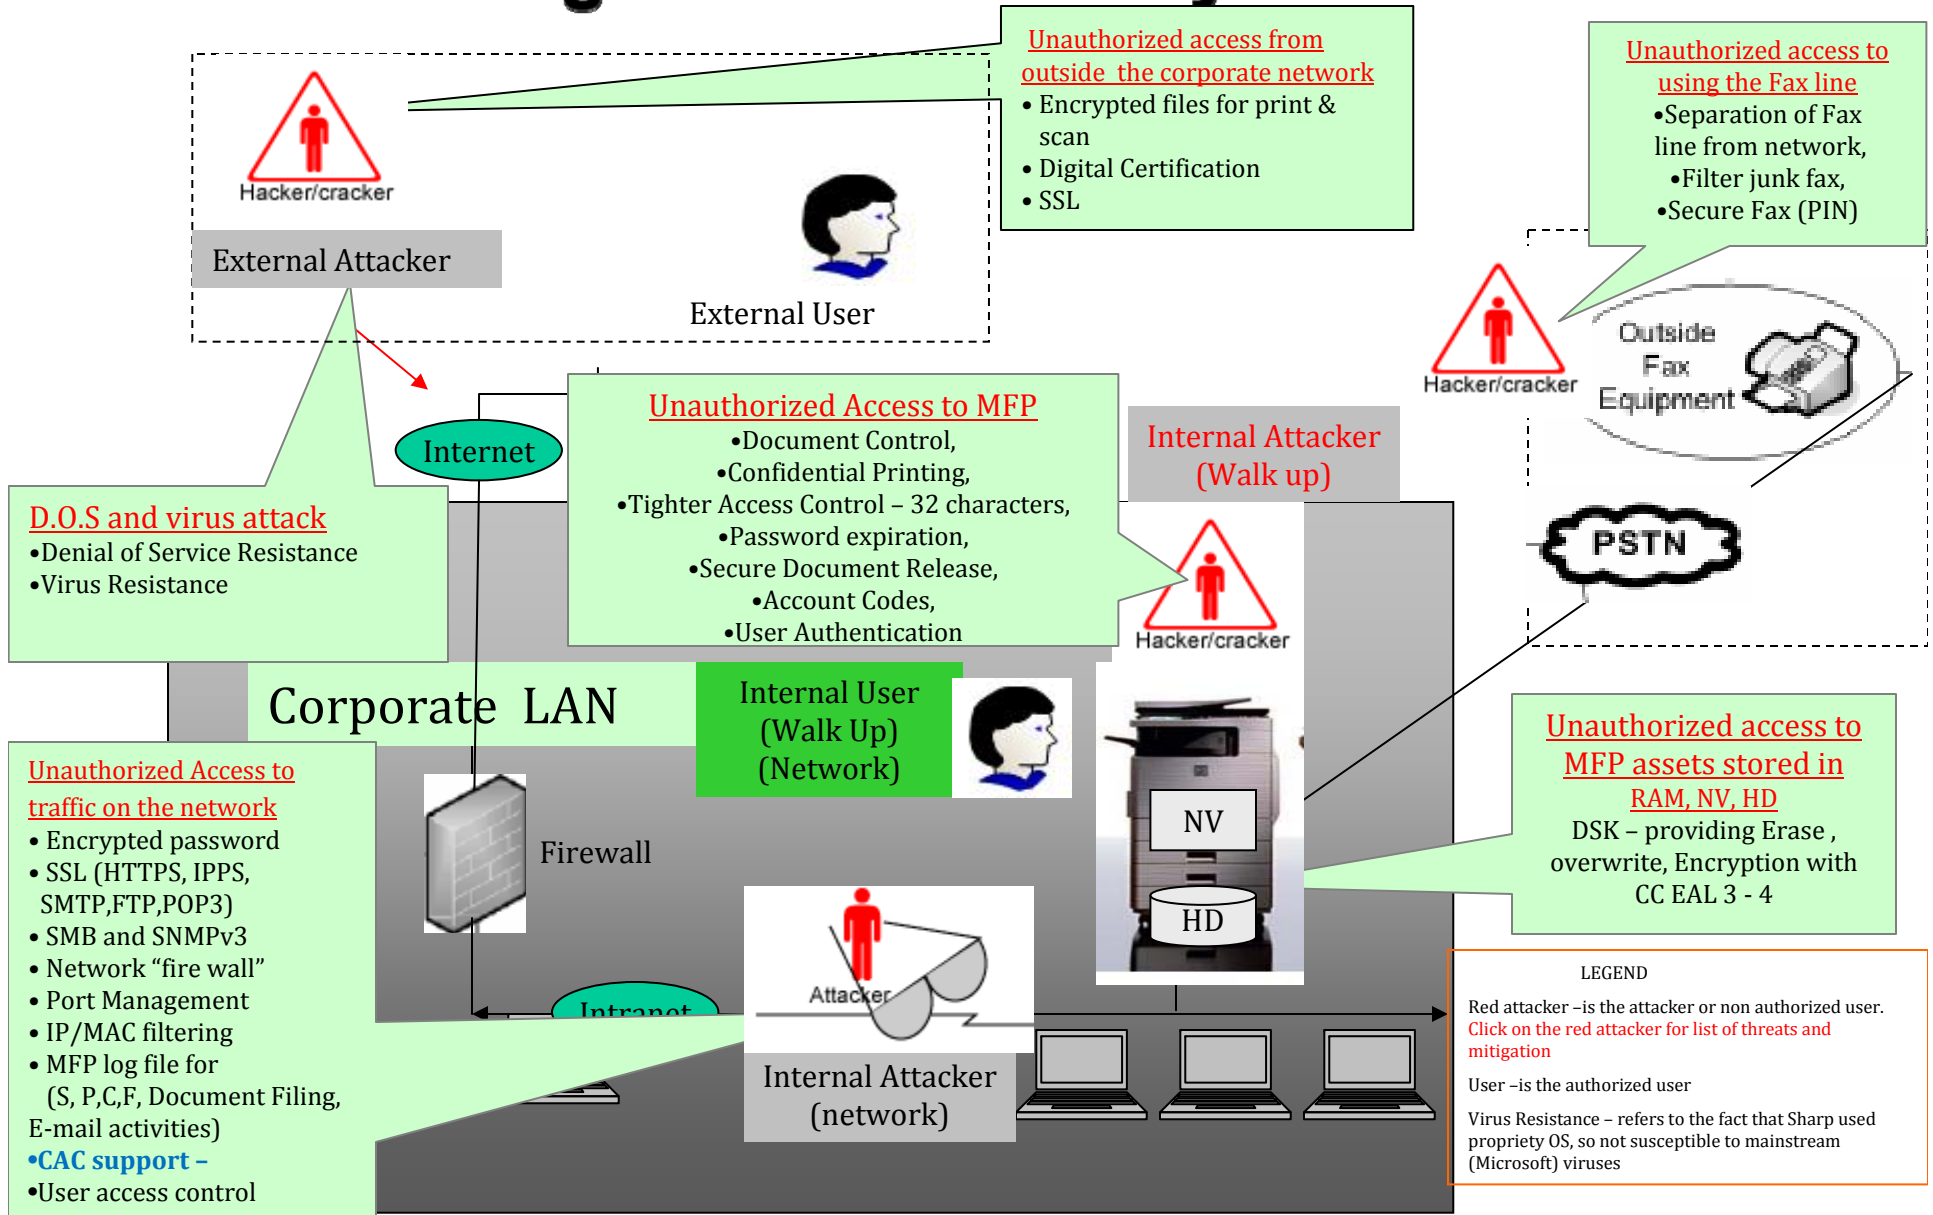 Unauthorized access from
outside the corporate network
• Encrypted files for print &
scan
• Digital Certification
• SSL
Unauthorized access to
using the Fax line
•Separation of Fax
line from network,
•Filter junk fax,
•Secure Fax (PIN)
Hacker/cracker
External Attacker
External User
Hacker/cracker
Outside
Fax
Equipment
PSTN
Internet
Unauthorized Access to MFP
•Document Control,
•Confidential Printing,
•Tighter Access Control – 32 characters,
•Password expiration,
•Secure Document Release,
•Account Codes,
•User Authentication
Internal Attacker
(Walk up)
Hacker/cracker
D.O.S and virus attack
•Denial of Service Resistance
•Virus Resistance
Corporate LAN
Internal User
(Walk Up)
(Network)
NV
HD
Firewall
Unauthorized access to
MFP assets stored in
RAM, NV, HD
DSK – providing Erase ,
overwrite, Encryption with
CC EAL 3 - 4
Unauthorized Access to
traffic on the network
• Encrypted password
• SSL (HTTPS, IPPS,
SMTP,FTP,POP3)
• SMB and SNMPv3
• Network “fire wall”
• Port Management
• IP/MAC filtering
• MFP log file for
(S, P,C,F, Document Filing,
E-mail activities)
•CAC support –
•User access control
Intranet
Attacker
Internal Attacker
(network)
LEGEND
Red attacker –is the attacker or non authorized user.
Click on the red attacker for list of threats and
mitigation
User –is the authorized user
Virus Resistance – refers to the fact that Sharp used
propriety OS, so not susceptible to mainstream
(Microsoft) viruses